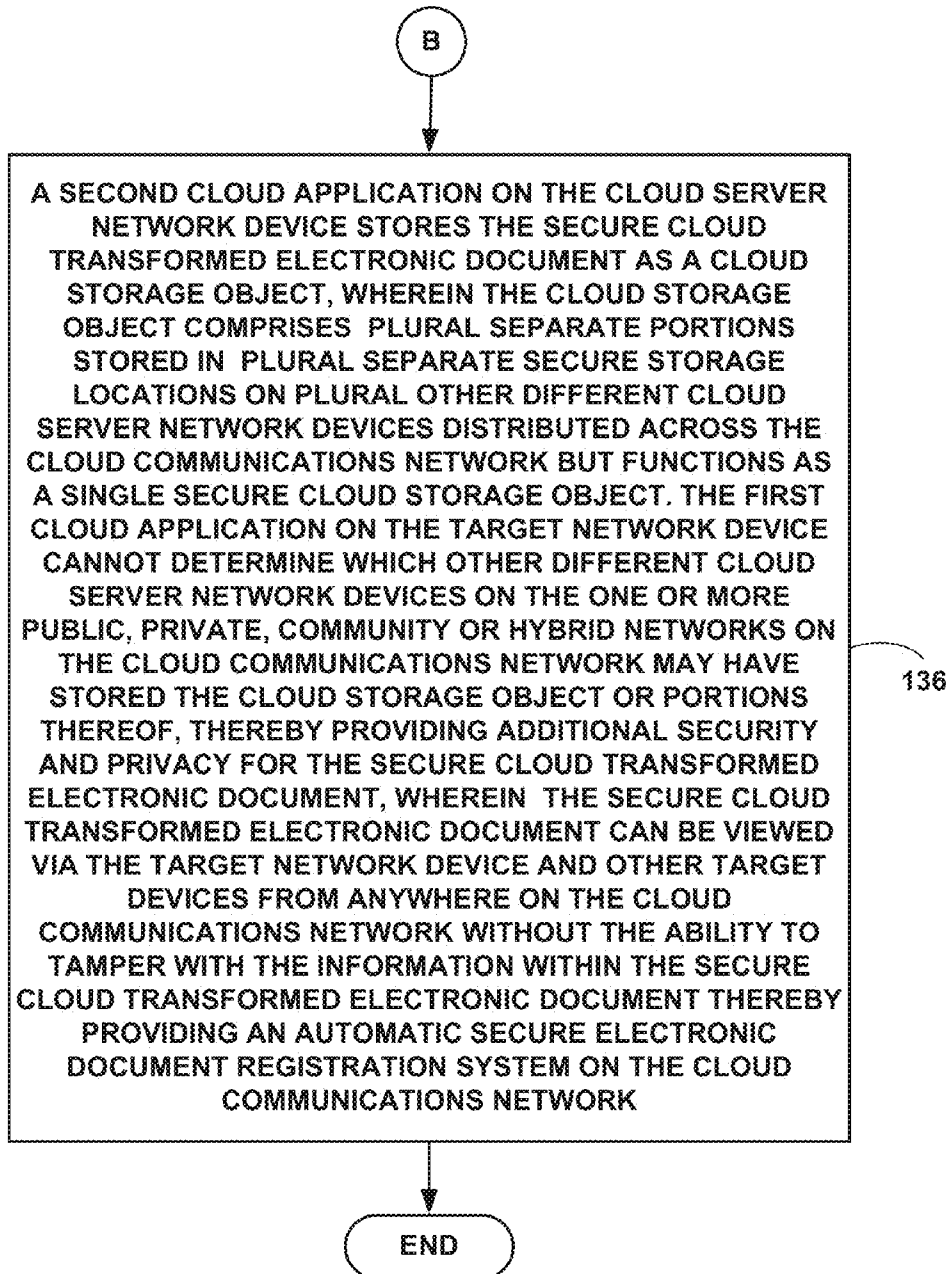 B
A SECOND CLOUD APPLICATION ON THE CLOUD SERVER
NETWORK DEVICE STORES THE SECURE CLOUD
TRANSFORMED ELECTRONIC DOCUMENT AS A CLOUD
STORAGE OBJECT, WHEREIN THE CLOUD STORAGE
OBJECT COMPRISES PLURAL SEPARATE PORTIONS
STORED IN PLURAL SEPARATE SECURE STORAGE
LOCATIONS ON PLURAL OTHER DIFFERENT CLOUD
SERVER NETWORK DEVICES DISTRIBUTED ACROSS THE
CLOUD COMMUNICATIONS NETWORK BUT FUNCTIONS AS
A SINGLE SECURE CLOUD STORAGE OBJECT. THE FIRST
CLOUD APPLICATION ON THE TARGET NETWORK DEVICE
CANNOT DETERMINE WHICH OTHER DIFFERENT CLOUD
SERVER NETWORK DEVICES ON THE ONE OR MORE
PUBLIC, PRIVATE, COMMUNITY OR HYBRID NETWORKS ON
THE CLOUD COMMUNICATIONS NETWORK MAY HAVE
STORED THE CLOUD STORAGE OBJECT OR PORTIONS
THEREOF, THEREBY PROVIDING ADDITIONAL SECURITY
AND PRIVACY FOR THE SECURE CLOUD TRANSFORMED
ELECTRONIC DOCUMENT, WHEREIN THE SECURE CLOUD
TRANSFORMED ELECTRONIC DOCUMENT CAN BE VIEWED
VIA THE TARGET NETWORK DEVICE AND OTHER TARGET
DEVICES FROM ANYWHERE ON THE CLOUD
COMMUNICATIONS NETWORK WITHOUT THE ABILITY TO
TAMPER WITH THE INFORMATION WITHIN THE SECURE
CLOUD TRANSFORMED ELECTRONIC DOCUMENT THEREBY
PROVIDING AN AUTOMATIC SECURE ELECTRONIC
DOCUMENT REGISTRATION SYSTEM ON THE CLOUD
COMMUNICATIONS NETWORK
136
END